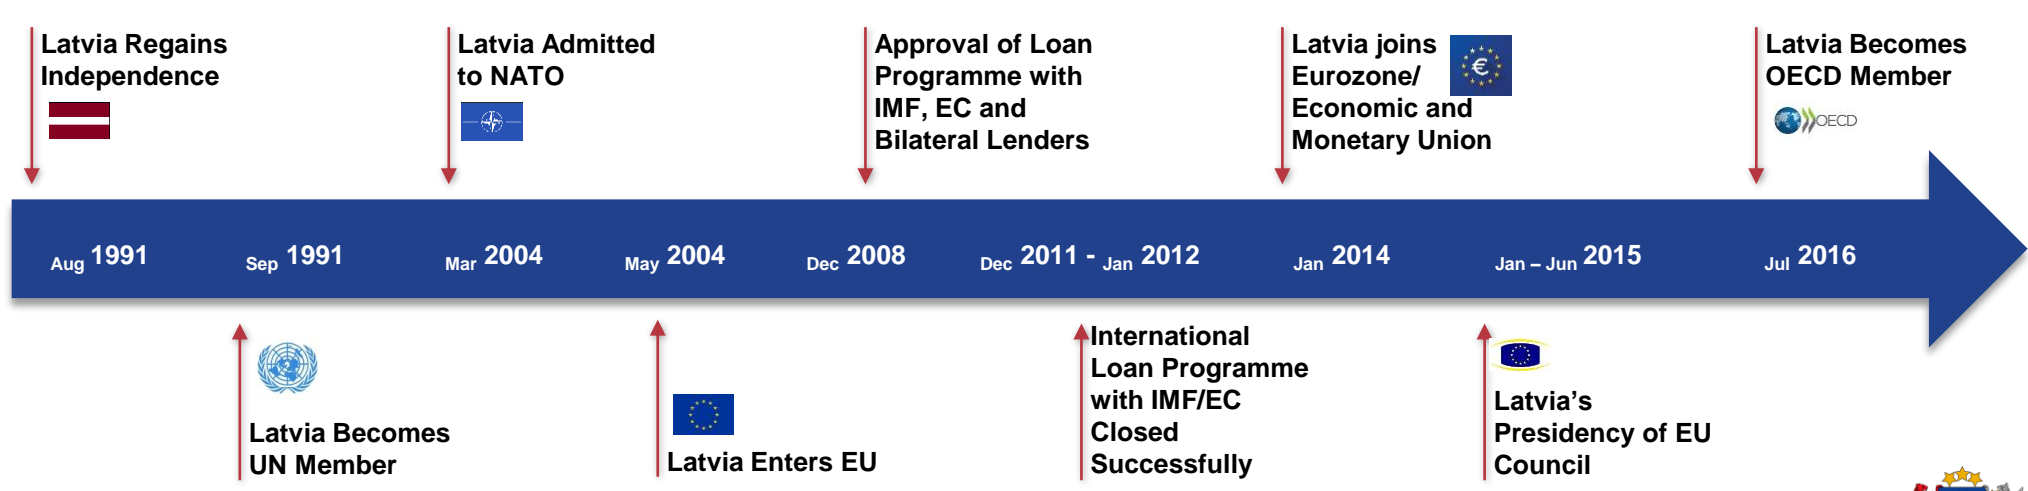 Latvia Regains
Independence
Latvia Admitted
to NATO
Approval of Loan
Programme with
IMF, EC and
Bilateral Lenders
Latvia joins
Eurozone/
Economic and
Monetary Union
€
Latvia Becomes
OECD Member
OECD
Aug 1991
Sep 1991
Mar 2004
May 2004
Dec 2008
Dec 2011 - Jan 2012
Jan 2014
Jan – Jun 2015
Jul 2016
Latvia Becomes
UN Member
Latvia Enters EU
International
Loan Programme
with IMF/EC
Closed
Successfully
Latvia’s
Presidency of EU
Council